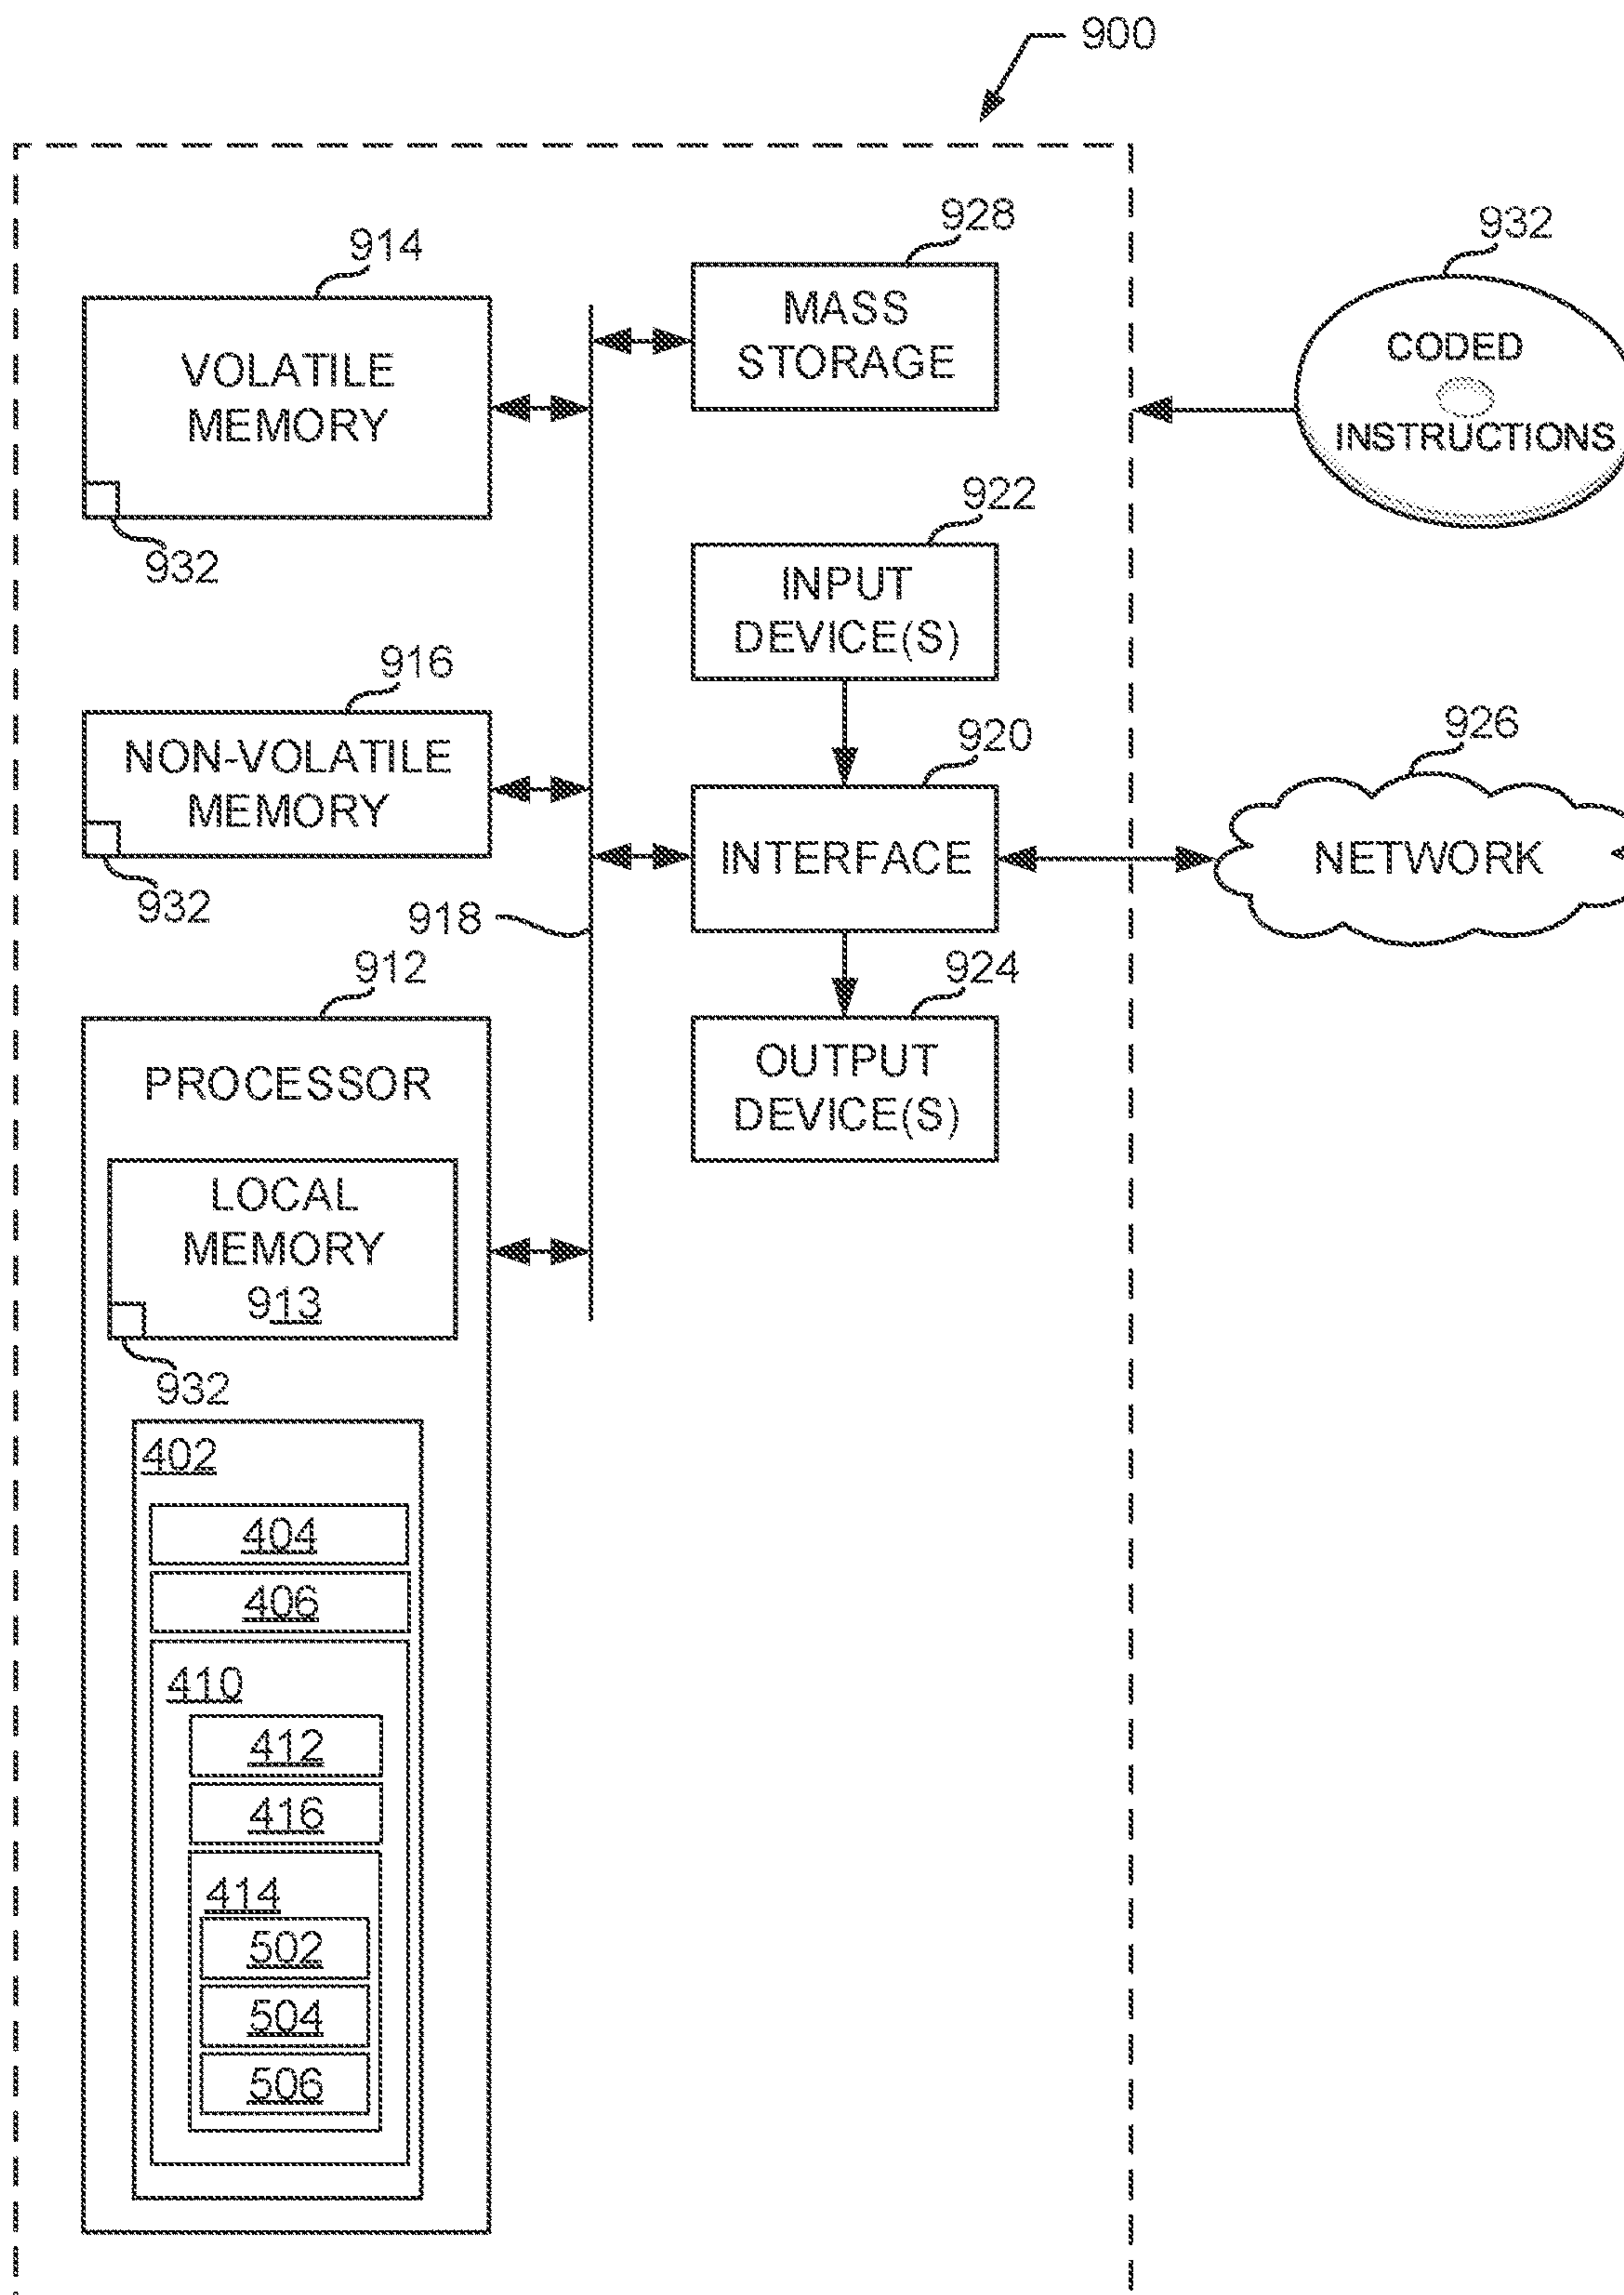 900
914
VOLATILE
MEMORY
932
928
MASS
STORAGE
932
CODED
INSTRUCTIONS
922
INPUT
DEVICE(S)
916
NON-VOLATILE
MEMORY
932
918
920
INTERFACE
926
NETWORK
924
OUTPUT
DEVICE(S)
912
PROCESSOR
LOCAL
MEMORY
913
932
402
404
406
410
412
416
414
502
504
506